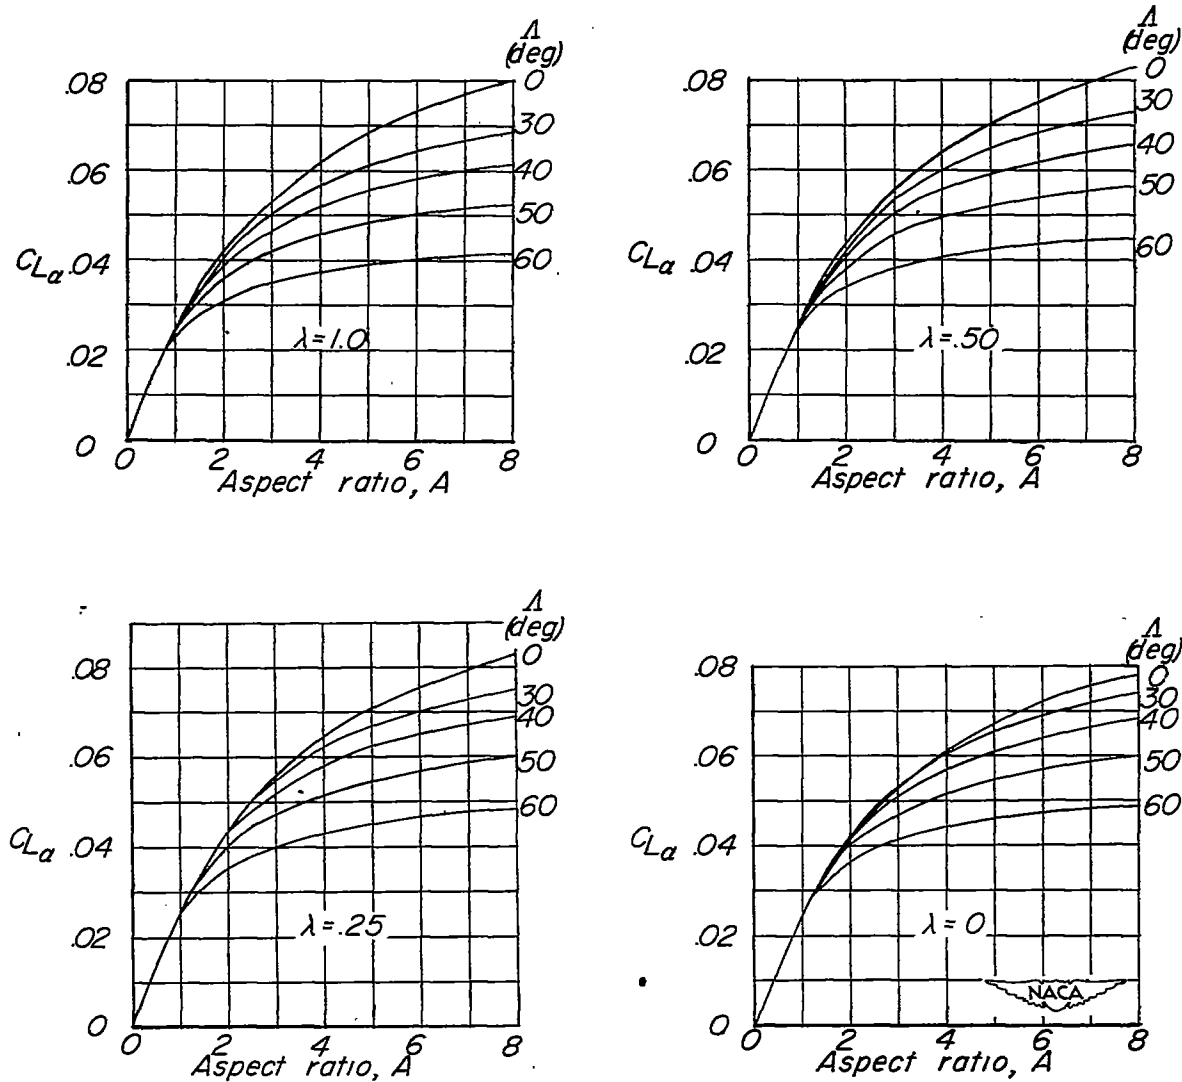 Λ
(deg)
.08
0
30
.06
40
50
C_Lα .04
60
λ=1.0
.02
0
0 2 4 6 8
Aspect ratio, A
Λ
(deg)
.08
0
30
.06
40
50
C_Lα .04
60
λ=.50
.02
0
0 2 4 6 8
Aspect ratio, A
Λ
(deg)
0
.08
30
40
.06
50
60
C_Lα .04
λ=.25
.02
0
0 2 4 6 8
Aspect ratio, A
Λ
(deg)
.08
0
30
40
.06
50
60
C_Lα .04
λ=0
.02
NACA
0
0 2 4 6 8
Aspect ratio, A